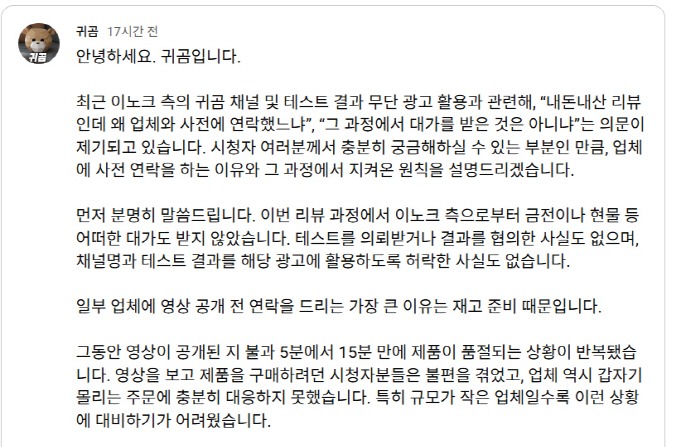 귀곰 17시간 전
귀곰
안녕하세요. 귀곰입니다.
최근 이노크 측의 귀곰 채널 및 테스트 결과 무단 광고 활용과 관련해, “내돈내산 리뷰
인데 왜 업체와 사전에 연락했느냐”, “그 과정에서 대가를 받은 것은 아니냐”는 의문이
제기되고 있습니다. 시청자 여러분께서 충분히 궁금해하실 수 있는 부분인 만큼, 업체
에 사전 연락을 하는 이유와 그 과정에서 지켜온 원칙을 설명드리겠습니다.
먼저 분명히 말씀드립니다. 이번 리뷰 과정에서 이노크 측으로부터 금전이나 현물 등
어떠한 대가도 받지 않았습니다. 테스트를 의뢰받거나 결과를 협의한 사실도 없으며,
채널명과 테스트 결과를 해당 광고에 활용하도록 허락한 사실도 없습니다.
일부 업체에 영상 공개 전 연락을 드리는 가장 큰 이유는 재고 준비 때문입니다.
그동안 영상이 공개된 지 불과 5분에서 15분 만에 제품이 품절되는 상황이 반복됐습
니다. 영상을 보고 제품을 구매하려던 시청자분들은 불편을 겪었고, 업체 역시 갑자기
몰리는 주문에 충분히 대응하지 못했습니다. 특히 규모가 작은 업체일수록 이런 상황
에 대비하기가 어려웠습니다.